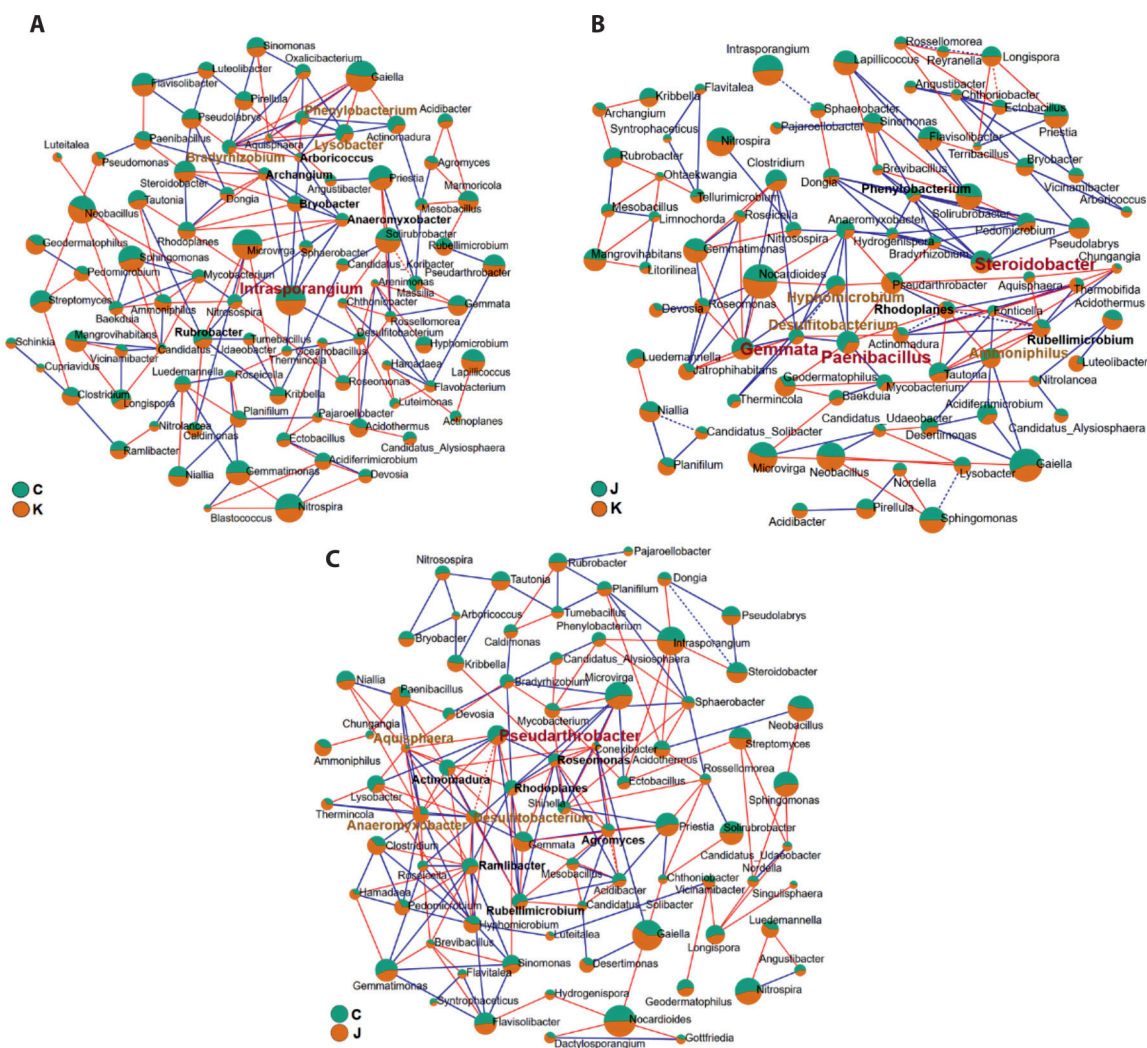 A
Sinomonas
Oxalicibacterium
Luteolibacter
Gaiella
Flavisolibacter
Pirellula
Phenylobacterium
Acidibacter
Pseudolabrys
Actinomadura
Aquisphaera
Lysobacter
Paenibacillus
Luteitalea
Bradyrhizobium
Arboricoccus
Agromyces
Pseudomonas
Archangium
Steroidobacter
Angustibacter
Priestia
Marmoricola
Tautonia
Dongia
Bryobacter
Mesobacillus
Neobacillus
Anaeromyxobacter
Solirubrobacter
Rhodoplanes
Microvirga
Sphaerobacter
Rubellimicrobium
Geodermatophilus
Sphingomonas
Candidatus_Koribacter
Pseudarthrobacter
Pedomicrobium
Mycobacterium
Arenimonas
Intrasporangium
Massilia
Streptomyces
Ammoniphilus
Nitrosospira
Chthoniobacter
Gemmata
Baekduia
Rossellomorea
Mangrovihabitans
Rubrobacter
Tumebacillus
Desulfitobacterium
Schinkia
Vicinamibacter
Candidatus_Udaeobacter
Oceanobacillus
Hyphomicrobium
Thermincola
Hamadaea
Cupriavidus
Luedemannella
Roseicella
Roseomonas
Lapillicoccus
Clostridium
Longispora
Kribbella
Flavobacterium
Luteimonas
Planifilum
Pajaroellobacter
Nitrolancea
Acidothermus
Actinoplanes
Caldimonas
Ectobacillus
Candidatus_Alysiosphaera
Ramlibacter
Niallia
Gemmatimonas
Acidiferrimicrobium
Devosia
Blastococcus
Nitrospira
C
K
B
Rossellomorea
Intrasporangium
Lapillicoccus
Longispora
Reyranella
Flavitalea
Angustibacter
Chthoniobacter
Kribbella
Sphaerobacter
Ectobacillus
Archangium
Sinomonas
Syntrophaceticus
Pajaroellobacter
Priestia
Nitrospira
Flavisolibacter
Terribacillus
Rubrobacter
Clostridium
Brevibacillus
Bryobacter
Ohtaekwangia
Dongia
Vicinamibacter
Phenylobacterium
Mesobacillus
Tellurimicrobium
Arboricoccus
Limnochorda
Roseicella
Anaeromyxobacter
Solirubrobacter
Pedomicrobium
Nitrosospira
Hydrogenispora
Pseudolabrys
Mangrovihabitans
Gemmatimonas
Bradyrhizobium
Chungangia
Litorilinea
Nocardioides
Steroidobacter
Pseudarthrobacter
Aquisphaera
Thermobifida
Devosia
Roseomonas
Hyphomicrobium
Acidothermus
Rhodoplanes
Fonticella
Desulfitobacterium
Actinomadura
Rubellimicrobium
Luedemannella
Gemmata
Paenibacillus
Ammoniphilus
Jatrophihabitans
Luteolibacter
Geodermatophilus
Tautonia
Nitrolancea
Mycobacterium
Thermincola
Baekduia
Acidiferrimicrobium
Niallia
Candidatus_Udaeobacter
Candidatus_Solibacter
Candidatus_Alysiosphaera
Desertimonas
Planifilum
Microvirga
Neobacillus
Lysobacter
Gaiella
Nordella
Acidibacter
Pirellula
Sphingomonas
J
K
C
Pajaroellobacter
Nitrosospira
Rubrobacter
Tautonia
Planifilum
Dongia
Arboricoccus
Tumebacillus
Pseudolabrys
Phenylobacterium
Bryobacter
Caldimonas
Intrasporangium
Kribbella
Candidatus_Alysiosphaera
Steroidobacter
Niallia
Bradyrhizobium
Microvirga
Paenibacillus
Sphaerobacter
Chungangia
Devosia
Mycobacterium
Neobacillus
Aquisphaera
Pseudarthrobacter
Streptomyces
Conexibacter
Ammoniphilus
Roseomonas
Acidothermus
Rossellomorea
Actinomadura
Rhodoplanes
Ectobacillus
Lysobacter
Sphingomonas
Shinella
Thermincola
Desulfitobacterium
Anaeromyxobacter
Priestia
Solirubrobacter
Clostridium
Gemmata
Agromyces
Candidatus_Udaeobacter
Ramlibacter
Mesobacillus
Nordella
Roseicella
Acidibacter
Chthoniobacter
Singulisphaera
Hamadaea
Vicinamibacter
Pedomicrobium
Rubellimicrobium
Candidatus_Solibacter
Hyphomicrobium
Luedemannella
Luteitalea
Gaiella
Longispora
Brevibacillus
Angustibacter
Sinomonas
Desertimonas
Gemmatimonas
Flavitalea
Nitrospira
Hydrogenispora
Geodermatophilus
Syntrophaceticus
Flavisolibacter
Nocardioides
Gottfriedia
Dactylosporangium
C
J